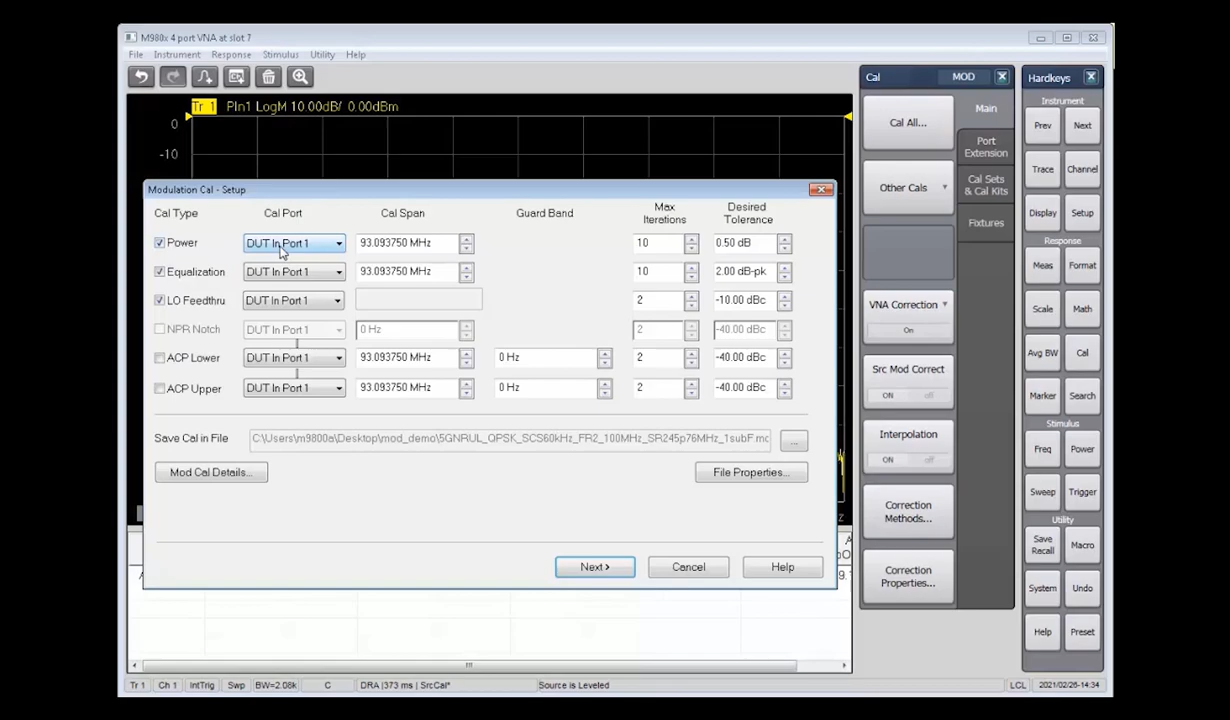 M980x 4 port VNA at slot 7
File Instrument Response Stimulus Utility Help
Tr 1 PIn1 LogM 10.00dB/ 0.00dBm
0
-10
Modulation Cal - Setup
Cal Type Cal Port Cal Span Guard Band Max Iterations Desired Tolerance
Power DUT In Port 1 93.093750 MHz 10 0.50 dB
Equalization DUT In Port 1 93.093750 MHz 10 2.00 dB-pk
LO Feedthru DUT In Port 1 2 -10.00 dBc
NPR Notch DUT In Port 1 0 Hz 2 -40.00 dBc
ACP Lower DUT In Port 1 93.093750 MHz 0 Hz 2 -40.00 dBc
ACP Upper DUT In Port 1 93.093750 MHz 0 Hz 2 -40.00 dBc
Save Cal in File C:\Users\m9800a\Desktop\mod_demo\5GNRUL_QPSK_SCS60kHz_FR2_100MHz_SR245p76MHz_1subF.mc ...
Mod Cal Details... File Properties...
Next > Cancel Help
Tr 1 Ch 1 IntTrig Swp BW=2.08k C DRA |373 ms | SrcCal* Source is Leveled LCL 2021/02/26-14:34
Cal MOD
Cal All...
Other Cals
VNA Correction
On
Src Mod Correct
ON off
Interpolation
ON off
Correction
Methods...
Correction
Properties...
Main
Port
Extension
Cal Sets
& Cal Kits
Fixtures
Hardkeys
Instrument
Prev Next
Trace Channel
Display Setup
Response
Meas Format
Scale Math
Avg BW Cal
Marker Search
Stimulus
Freq Power
Sweep Trigger
Utility
Save
Recall
Macro
System Undo
Help Preset